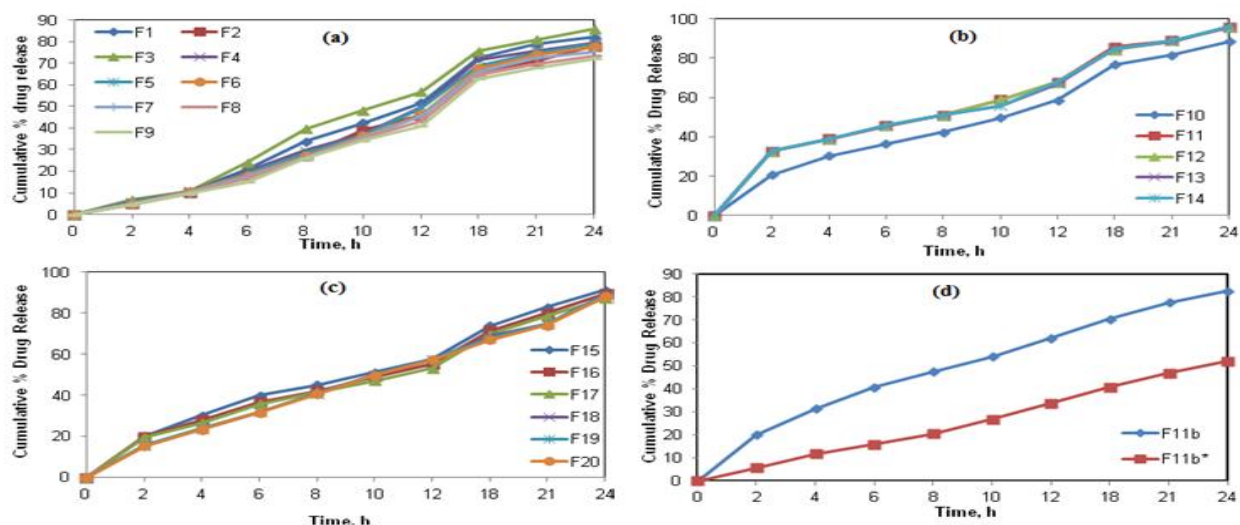 Cumulative % drug release
90
80
70
60
50
40
30
20
10
0
(a)
F1 F2
F3 F4
F5 F6
F7 F8
F9
0 2 4 6 8 10 12 18 21 24
Time, h
Cumulative % Drug Release
100
80
60
40
20
0
(b)
F10
F11
F12
F13
F14
0 2 4 6 8 10 12 18 21 24
Time, h
Cumulative % Drug Release
100
80
60
40
20
0
(c)
F15
F16
F17
F18
F19
F20
0 2 4 6 8 10 12 18 21 24
Time, h
Cumulative % Drug Release
90
80
70
60
50
40
30
20
10
0
(d)
F11b
F11b*
0 2 4 6 8 10 12 18 21 24
Time, h